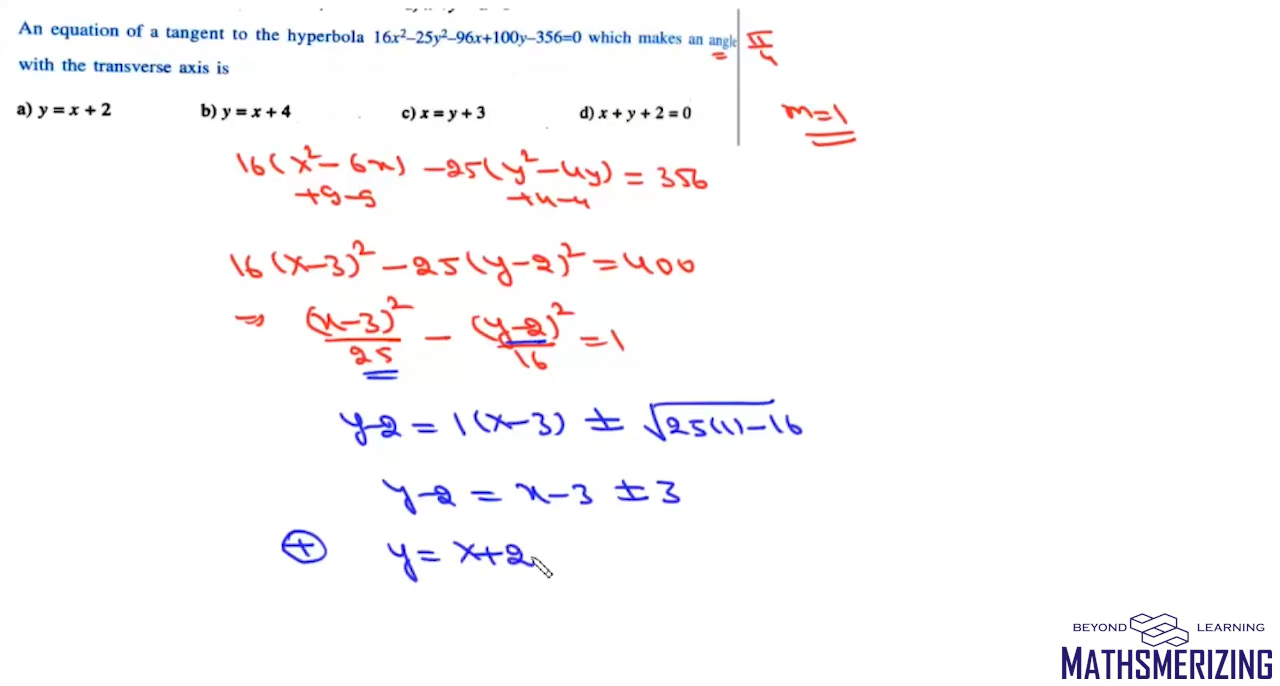 An equation of a tangent to the hyperbola 16x²–25y²–96x+100y–356=0 which makes an angle π/4
with the transverse axis is
a) y = x + 2 b) y = x + 4 c) x = y + 3 d) x + y + 2 = 0
m=1
16(x²-6x) -25(y²-4y) = 356
+9-9 +4-4
16(x-3)² - 25(y-2)² = 400
⇒ (x-3)²/25 - (y-2)²/16 = 1
y-2 = 1(x-3) ± √25(1)-16
y-2 = x-3 ± 3
⊕ y = x+2
BEYOND LEARNING
MATHSMERIZING